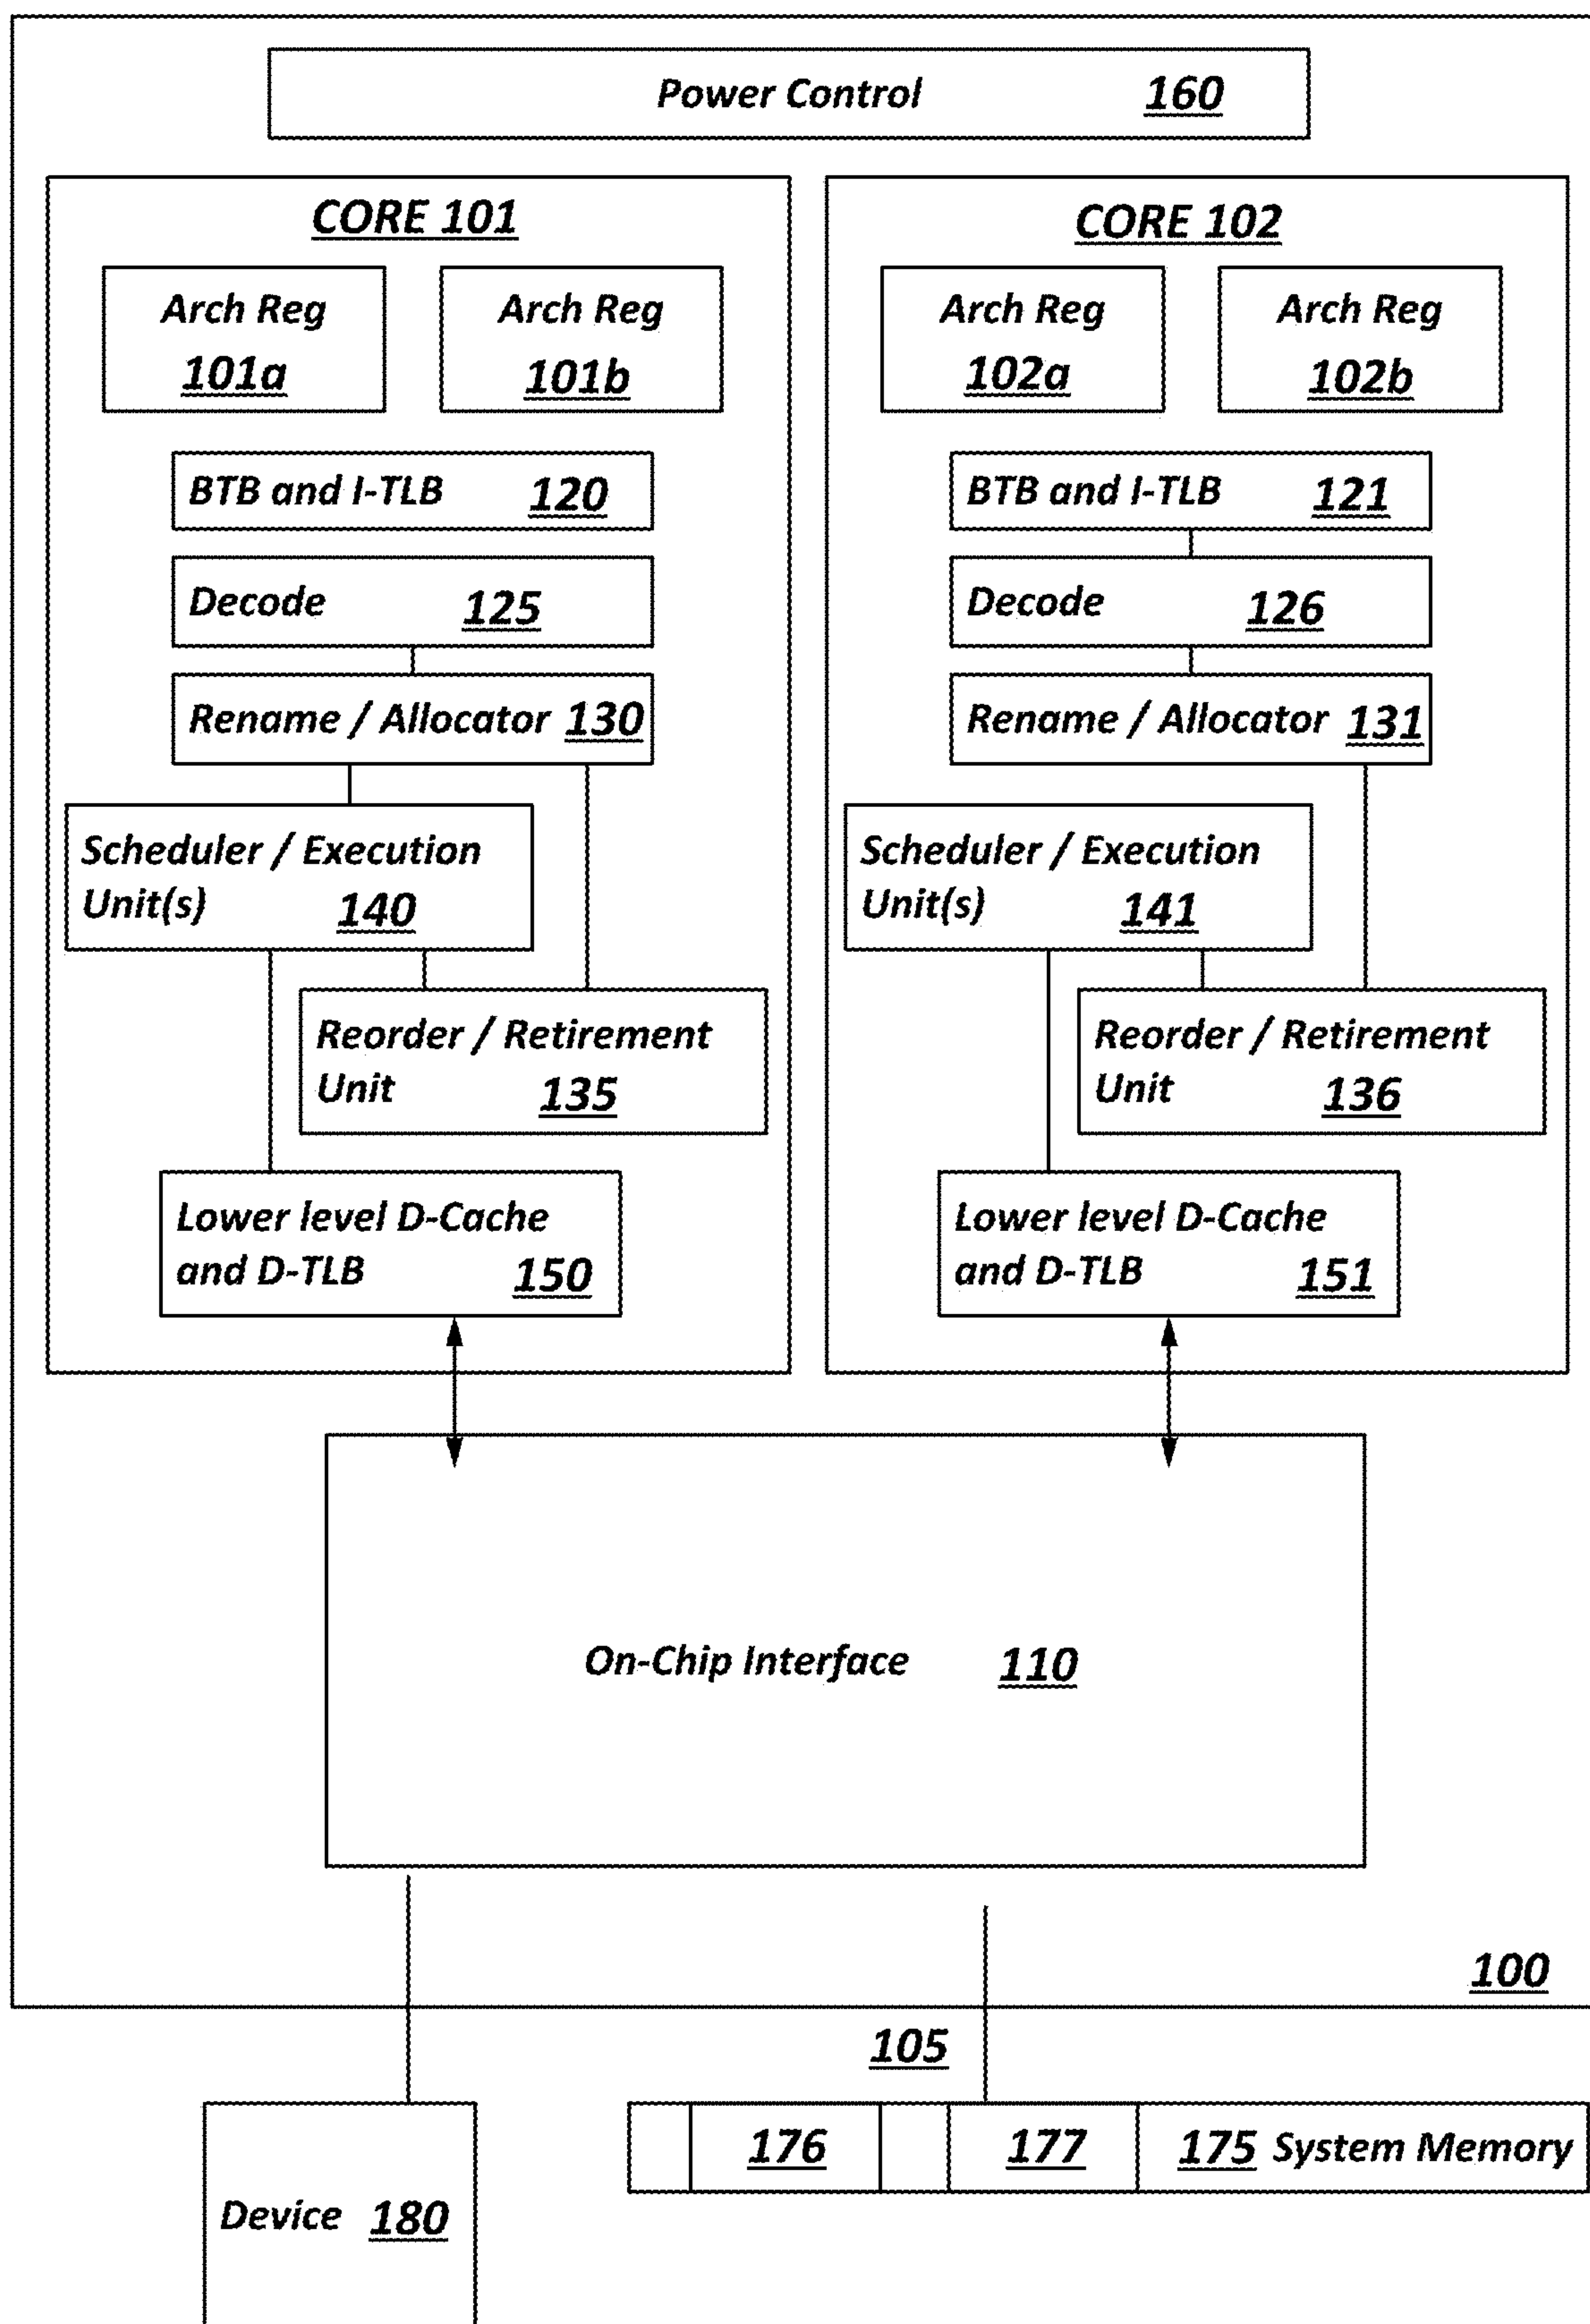 Power Control 160
CORE 101
Arch Reg
101a
Arch Reg
101b
BTB and I-TLB 120
Decode 125
Rename / Allocator 130
Scheduler / Execution
Unit(s) 140
Reorder / Retirement
Unit 135
Lower level D-Cache
and D-TLB 150
CORE 102
Arch Reg
102a
Arch Reg
102b
BTB and I-TLB 121
Decode 126
Rename / Allocator 131
Scheduler / Execution
Unit(s) 141
Reorder / Retirement
Unit 136
Lower level D-Cache
and D-TLB 151
On-Chip Interface 110
100
105
176 177 175 System Memory
Device 180